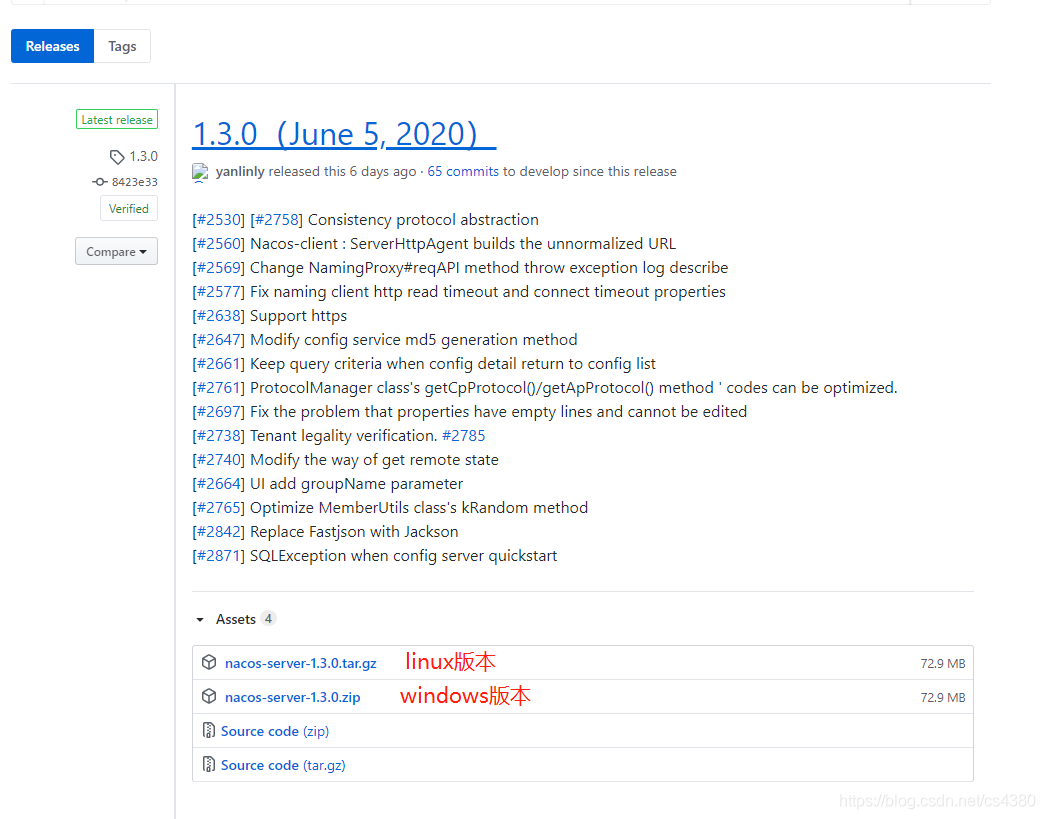 Releases Tags
Latest release
1.3.0
8423e33
Verified
Compare
1.3.0（June 5, 2020）
yanlinly released this 6 days ago · 65 commits to develop since this release
[#2530] [#2758] Consistency protocol abstraction
[#2560] Nacos-client : ServerHttpAgent builds the unnormalized URL
[#2569] Change NamingProxy#reqAPI method throw exception log describe
[#2577] Fix naming client http read timeout and connect timeout properties
[#2638] Support https
[#2647] Modify config service md5 generation method
[#2661] Keep query criteria when config detail return to config list
[#2761] ProtocolManager class's getCpProtocol()/getApProtocol() method ' codes can be optimized.
[#2697] Fix the problem that properties have empty lines and cannot be edited
[#2738] Tenant legality verification. #2785
[#2740] Modify the way of get remote state
[#2664] UI add groupName parameter
[#2765] Optimize MemberUtils class's kRandom method
[#2842] Replace Fastjson with Jackson
[#2871] SQLException when config server quickstart
Assets 4
nacos-server-1.3.0.tar.gz linux版本 72.9 MB
nacos-server-1.3.0.zip windows版本 72.9 MB
Source code (zip)
Source code (tar.gz)
https://blog.csdn.net/cs4380